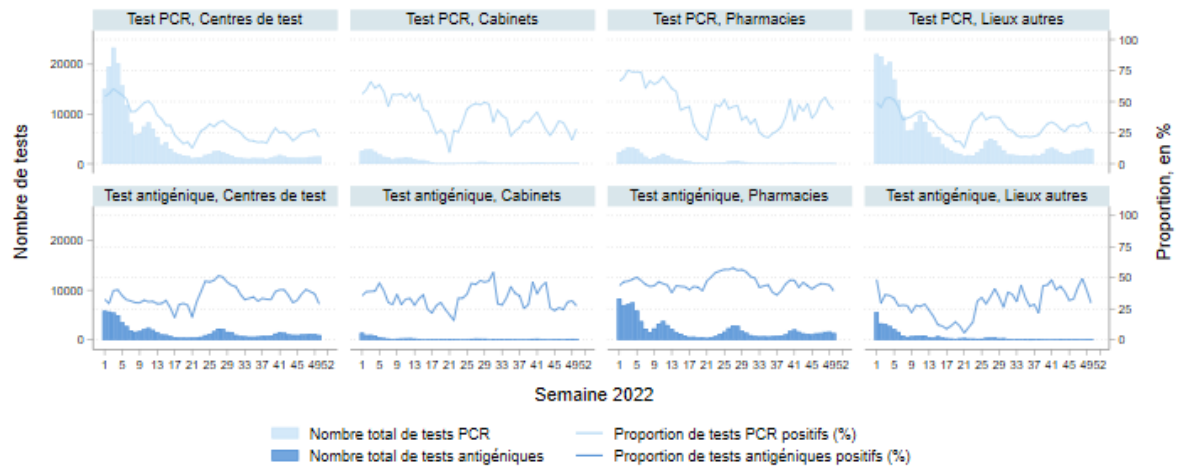 Test PCR, Centres de test
Test PCR, Cabinets
Test PCR, Pharmacies
Test PCR, Lieux autres
20000
10000
0
100
75
50
25
0
Test antigénique, Centres de test
Test antigénique, Cabinets
Test antigénique, Pharmacies
Test antigénique, Lieux autres
20000
10000
0
100
75
50
25
0
Nombre de tests
Proportion, en %
1 5 9 13 17 21 25 29 33 37 41 45 4952
1 5 9 13 17 21 25 29 33 37 41 45 4952
1 5 9 13 17 21 25 29 33 37 41 45 4952
1 5 9 13 17 21 25 29 33 37 41 45 4952
Semaine 2022
Nombre total de tests PCR
Proportion de tests PCR positifs (%)
Nombre total de tests antigéniques
Proportion de tests antigéniques positifs (%)